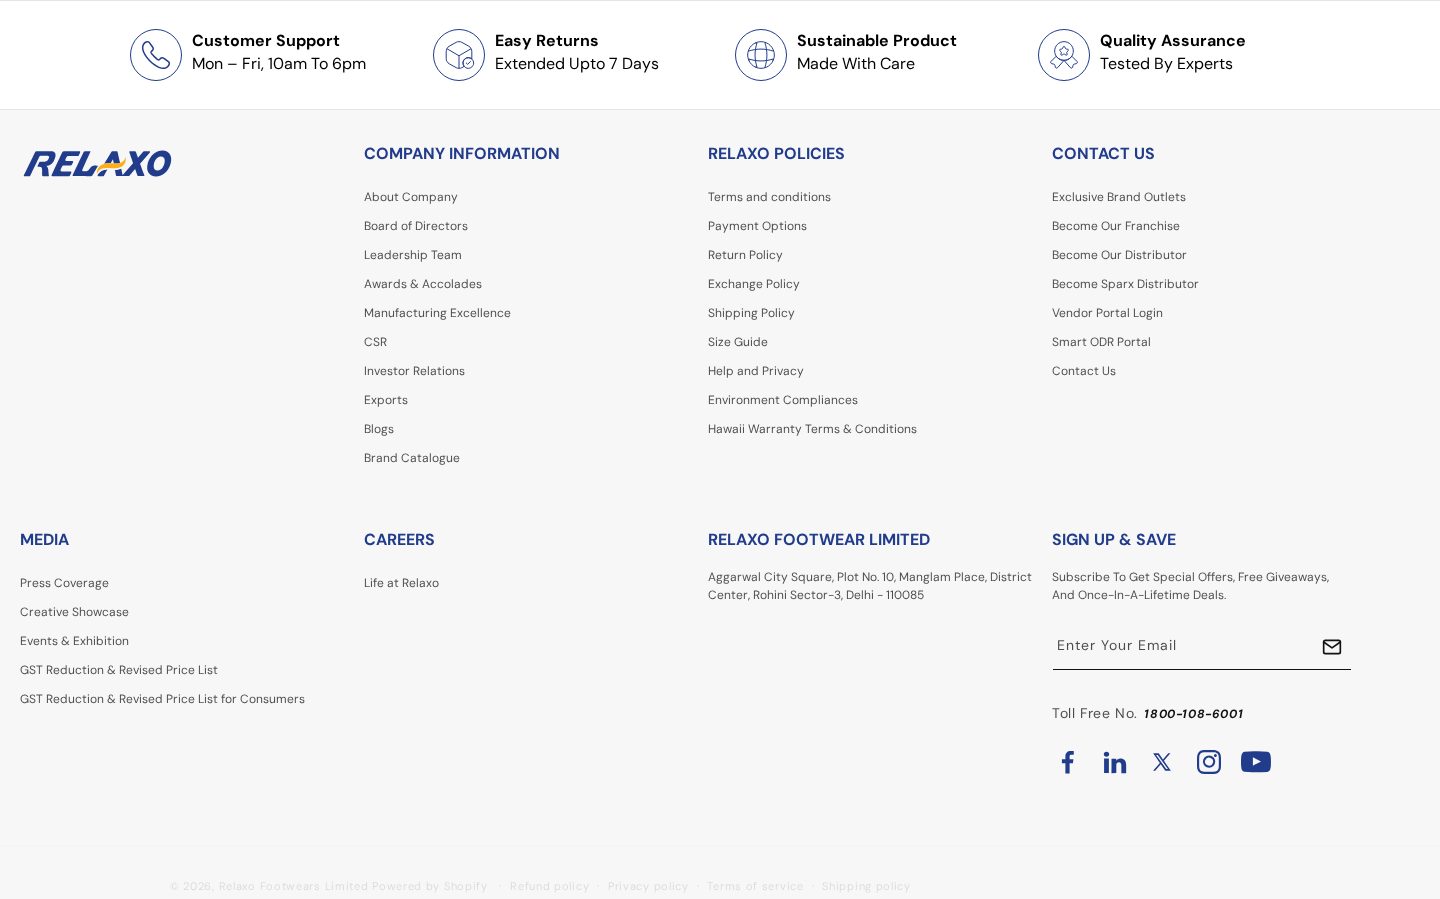 Customer Support
Mon – Fri, 10am To 6pm
Easy Returns
Extended Upto 7 Days
Sustainable Product
Made With Care
Quality Assurance
Tested By Experts
RELAXO
COMPANY INFORMATION
About Company
Board of Directors
Leadership Team
Awards & Accolades
Manufacturing Excellence
CSR
Investor Relations
Exports
Blogs
Brand Catalogue
RELAXO POLICIES
Terms and conditions
Payment Options
Return Policy
Exchange Policy
Shipping Policy
Size Guide
Help and Privacy
Environment Compliances
Hawaii Warranty Terms & Conditions
CONTACT US
Exclusive Brand Outlets
Become Our Franchise
Become Our Distributor
Become Sparx Distributor
Vendor Portal Login
Smart ODR Portal
Contact Us
MEDIA
Press Coverage
Creative Showcase
Events & Exhibition
GST Reduction & Revised Price List
GST Reduction & Revised Price List for Consumers
CAREERS
Life at Relaxo
RELAXO FOOTWEAR LIMITED
Aggarwal City Square, Plot No. 10, Manglam Place, District
Center, Rohini Sector-3, Delhi - 110085
SIGN UP & SAVE
Subscribe To Get Special Offers, Free Giveaways,
And Once-In-A-Lifetime Deals.
Enter Your Email
Toll Free No. 1800-108-6001
© 2026, Relaxo Footwears Limited Powered by Shopify · Refund policy · Privacy policy · Terms of service · Shipping policy